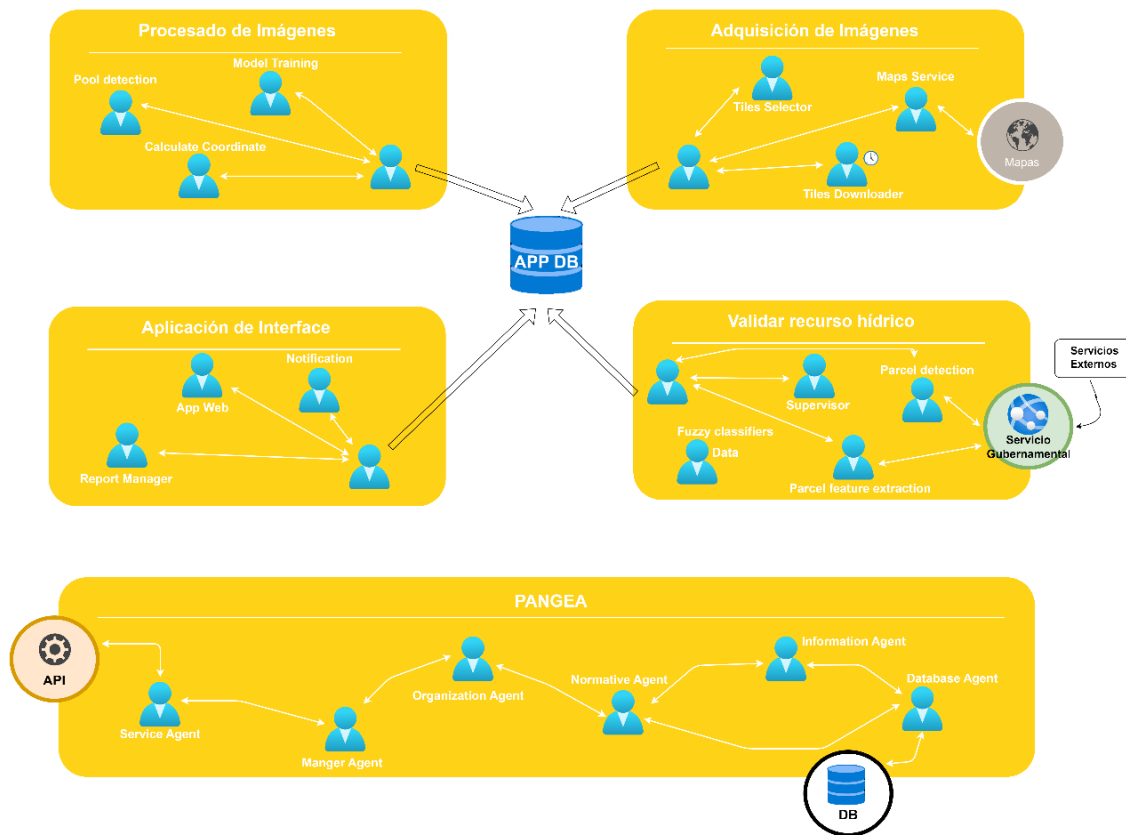 Procesado de Imágenes
Model Training
Pool detection
Calculate Coordinate
Adquisición de Imágenes
Maps Service
Tiles Selector
Mapas
Tiles Downloader
APP DB
Aplicación de Interface
Notification
App Web
Report Manager
Validar recurso hídrico
Parcel detection
Supervisor
Fuzzy classifiers
Data
Parcel feature extraction
Servicios
Externos
Servicio
Gubernamental
PANGEA
API
Service Agent
Manger Agent
Organization Agent
Normative Agent
Information Agent
Database Agent
DB